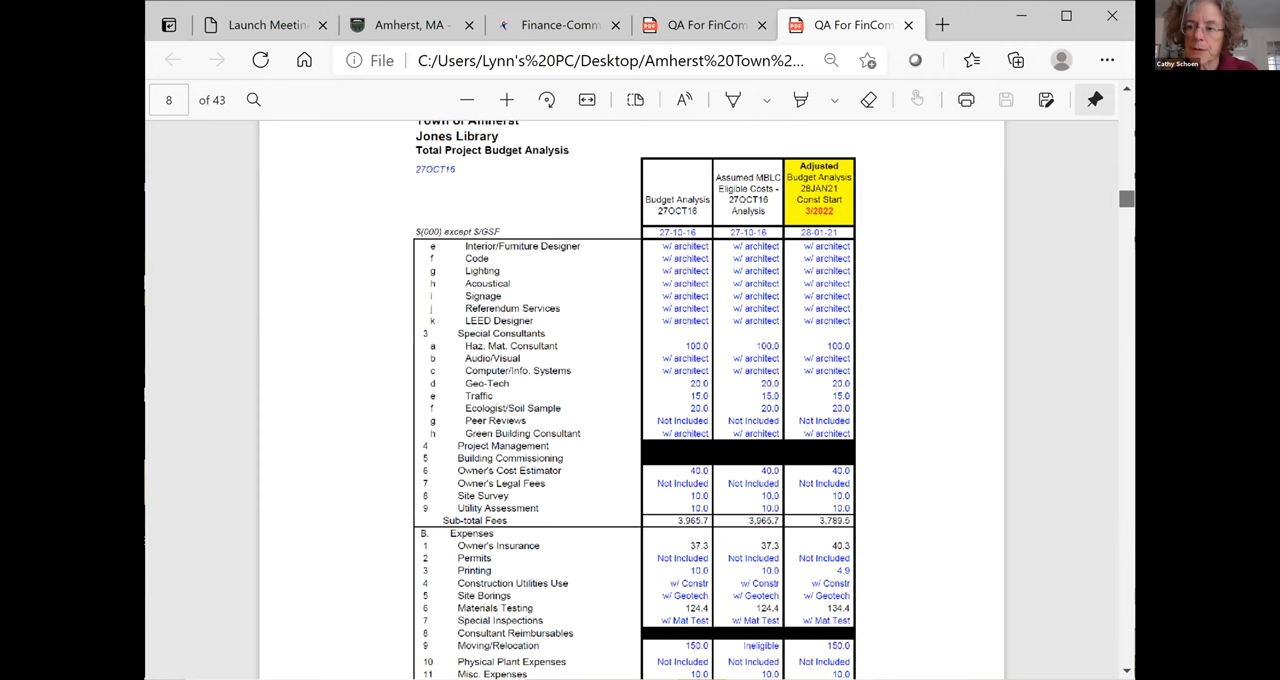 Launch Meetin
Amherst, MA -
Finance-Comm
QA For FinCom
QA For FinCom
File
C:/Users/Lynn's%20PC/Desktop/Amherst%20Town%2...
Cathy Schoen
8 of 43
Town of Amherst
Jones Library
Total Project Budget Analysis
27OCT16
Budget Analysis 27OCT16
Assumed MBLC Eligible Costs - 27OCT16 Analysis
Adjusted Budget Analysis 28JAN21 Const Start 3/2022
$(000) except $/GSF 27-10-16 27-10-16 28-01-21
e Interior/Furniture Designer w/ architect w/ architect w/ architect
f Code w/ architect w/ architect w/ architect
g Lighting w/ architect w/ architect w/ architect
h Acoustical w/ architect w/ architect w/ architect
i Signage w/ architect w/ architect w/ architect
j Referendum Services w/ architect w/ architect w/ architect
k LEED Designer w/ architect w/ architect w/ architect
3 Special Consultants
a Haz. Mat. Consultant 100.0 100.0 100.0
b Audio/Visual w/ architect w/ architect w/ architect
c Computer/Info. Systems w/ architect w/ architect w/ architect
d Geo-Tech 20.0 20.0 20.0
e Traffic 15.0 15.0 15.0
f Ecologist/Soil Sample 20.0 20.0 20.0
g Peer Reviews Not Included Not Included Not Included
h Green Building Consultant w/ architect w/ architect w/ architect
4 Project Management
5 Building Commissioning
6 Owner's Cost Estimator 40.0 40.0 40.0
7 Owner's Legal Fees Not Included Not Included Not Included
8 Site Survey 10.0 10.0 10.0
9 Utility Assessment 10.0 10.0 10.0
Sub-total Fees 3,965.7 3,965.7 3,789.5
B. Expenses
1 Owner's Insurance 37.3 37.3 40.3
2 Permits Not Included Not Included Not Included
3 Printing 10.0 10.0 4.9
4 Construction Utilities Use w/ Constr w/ Constr w/ Constr
5 Site Borings w/ Geotech w/ Geotech w/ Geotech
6 Materials Testing 124.4 124.4 134.4
7 Special Inspections w/ Mat Test w/ Mat Test w/ Mat Test
8 Consultant Reimbursables
9 Moving/Relocation 150.0 Ineligible 150.0
10 Physical Plant Expenses Not Included Not Included Not Included
11 Misc. Expenses 10.0 10.0 10.0